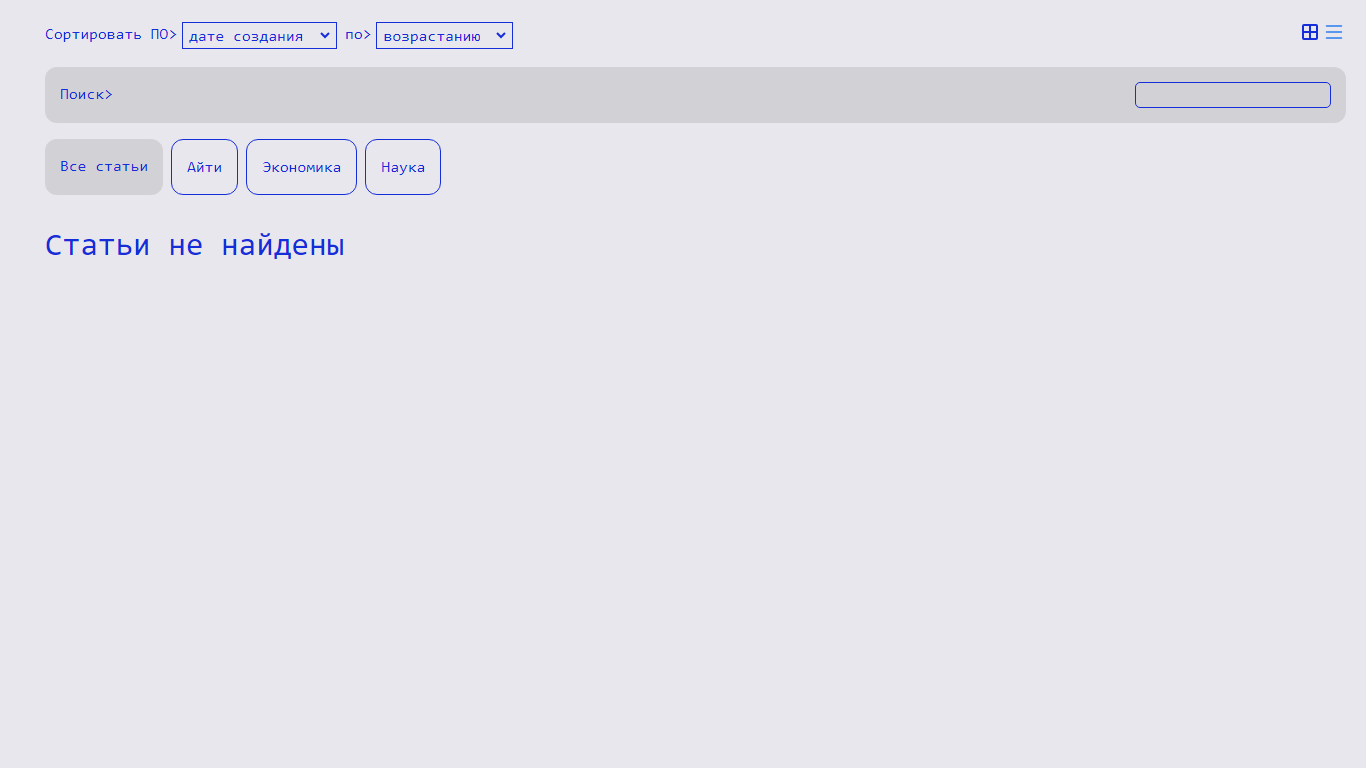 Сортировать ПО> дате создания по> возрастанию
Поиск>
Все статьи Айти Экономика Наука
Статьи не найдены